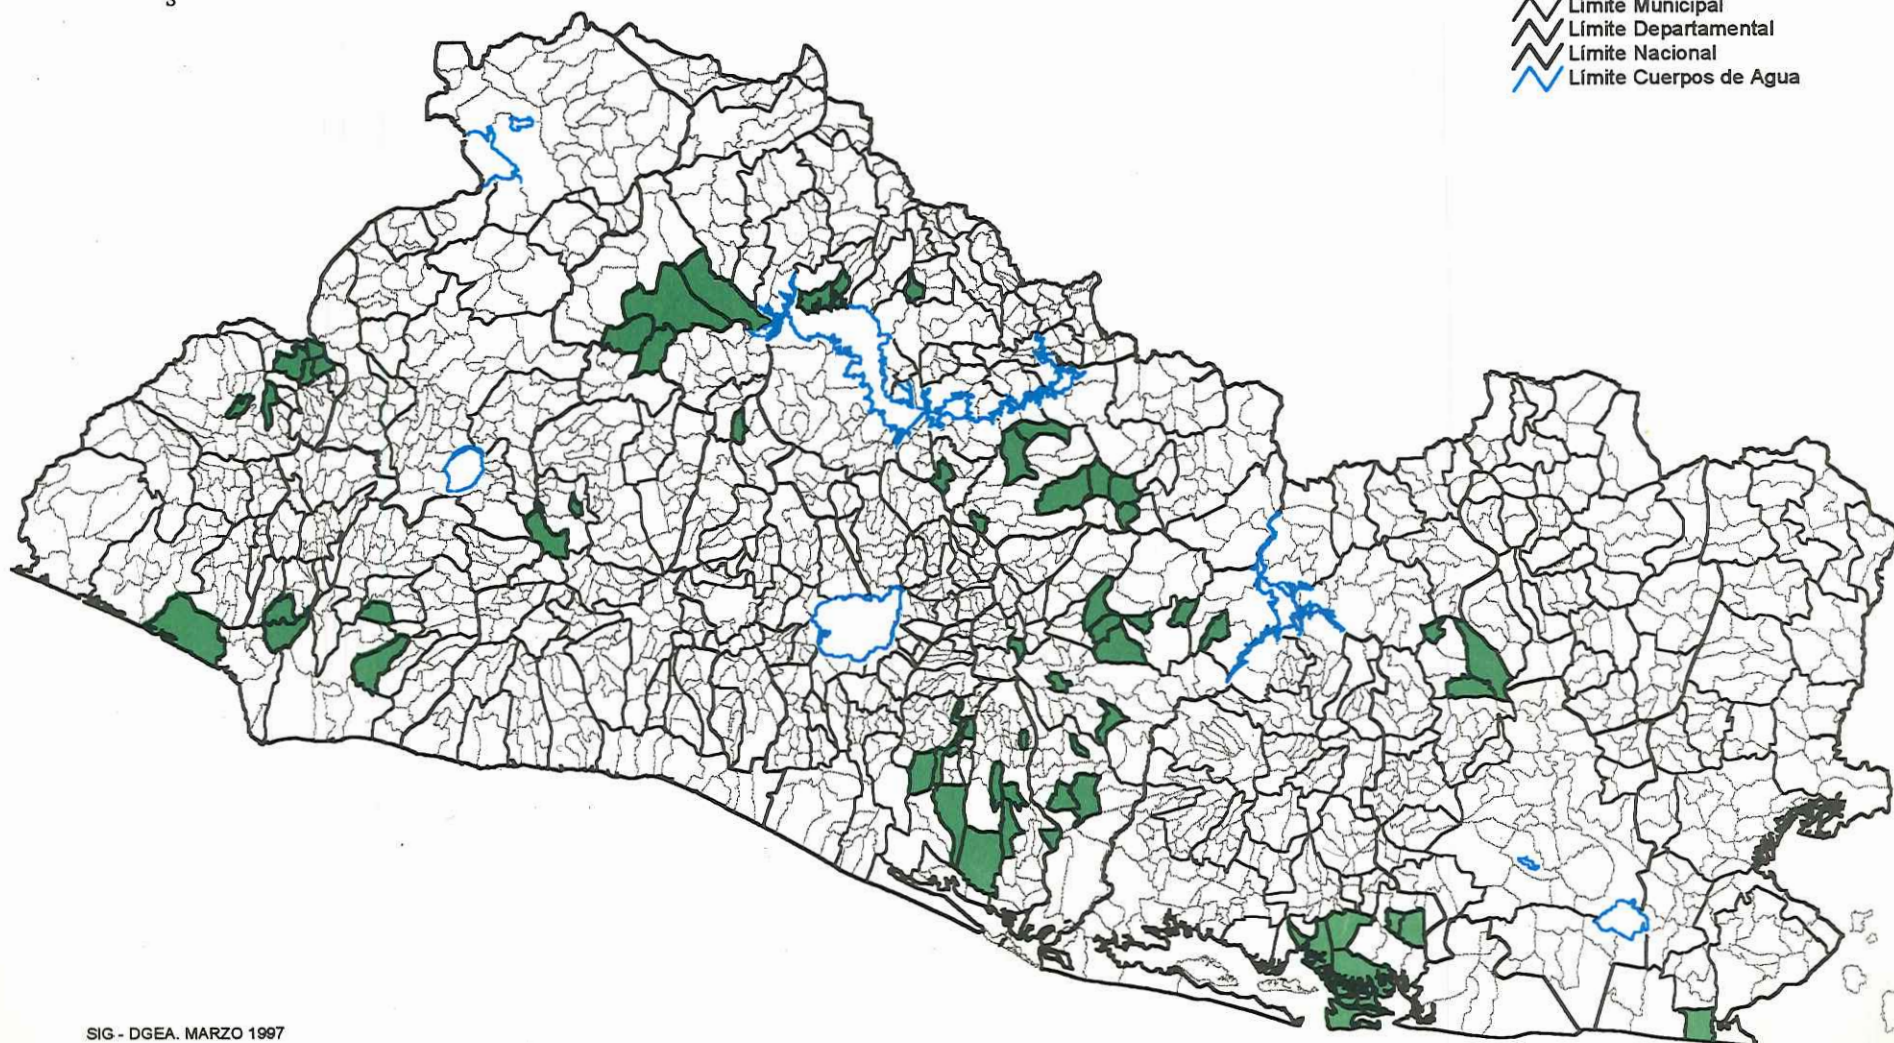 S
Límite Municipal
Límite Departamental
Límite Nacional
Límite Cuerpos de Agua
SIG - DGEA. MARZO 1997